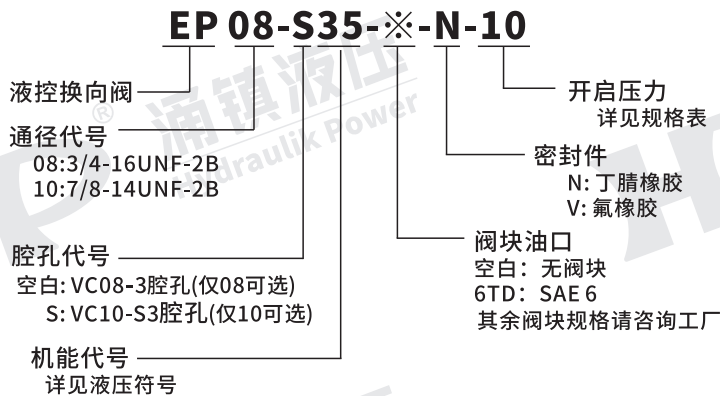 EP 08-S35-※-N-10
液控换向阀
通径代号
08:3/4-16UNF-2B
10:7/8-14UNF-2B
腔孔代号
空白: VC08-3腔孔(仅08可选)
S: VC10-S3腔孔(仅10可选)
机能代号
详见液压符号
开启压力
详见规格表
密封件
N: 丁腈橡胶
V: 氟橡胶
阀块油口
空白：无阀块
6TD：SAE 6
其余阀块规格请咨询工厂
®
涌镇液压
Hydraulik Power